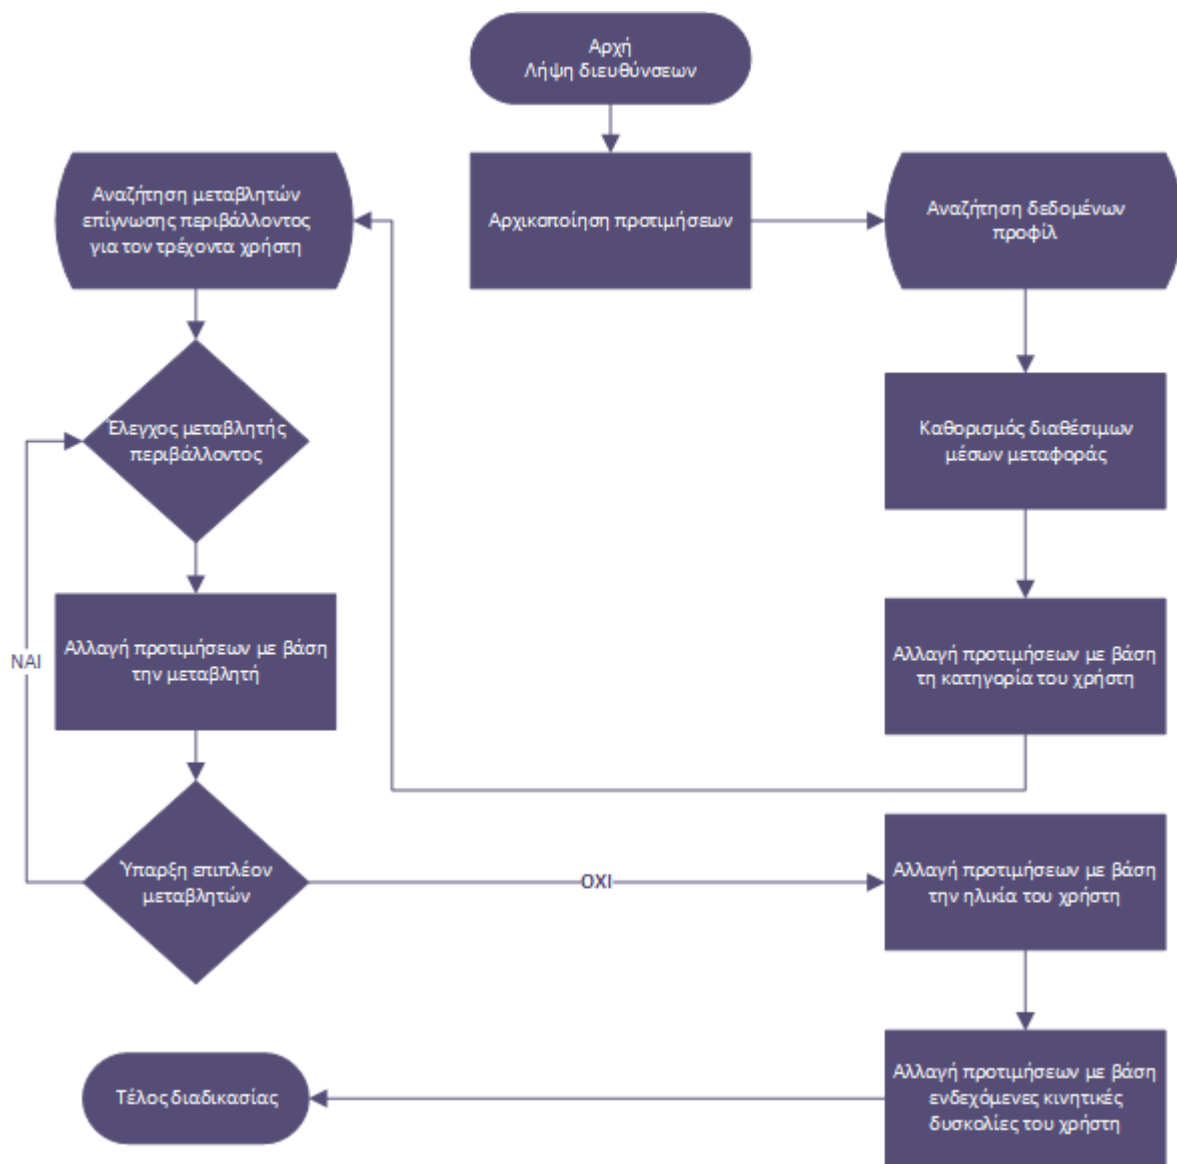 Αρχή
Λήψη διευθύνσεων
Αρχικοποίηση προτιμήσεων
Αναζήτηση δεδομένων
προφίλ
Καθορισμός διαθέσιμων
μέσων μεταφοράς
Αλλαγή προτιμήσεων με βάση
τη κατηγορία του χρήστη
Αναζήτηση μεταβλητών
επίγνωσης περιβάλλοντος
για τον τρέχοντα χρήστη
Έλεγχος μεταβλητής
περιβάλλοντος
Αλλαγή προτιμήσεων με βάση
την μεταβλητή
Ύπαρξη επιπλέον
μεταβλητών
ΝΑΙ
ΟΧΙ
Αλλαγή προτιμήσεων με βάση
την ηλικία του χρήστη
Αλλαγή προτιμήσεων με βάση
ενδεχόμενες κινητικές
δυσκολίες του χρήστη
Τέλος διαδικασίας